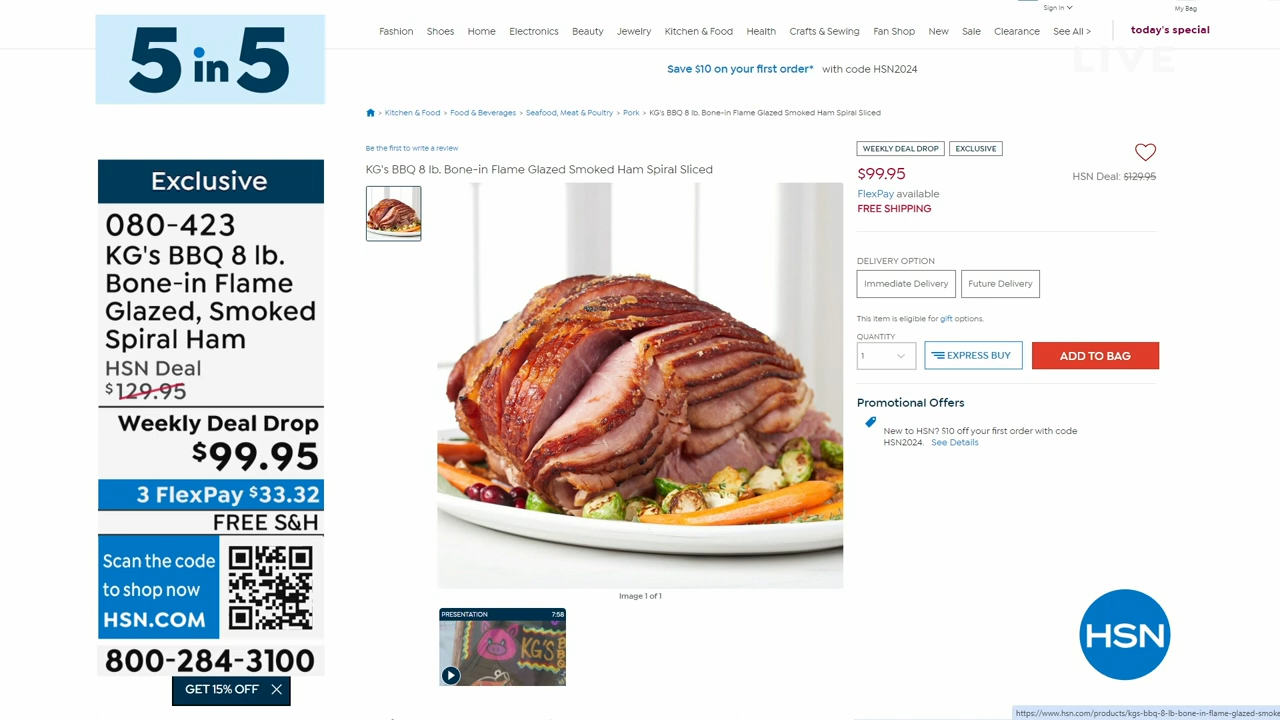 Sign In
My Bag
5 in 5
Fashion Shoes Home Electronics Beauty Jewelry Kitchen & Food Health Crafts & Sewing Fan Shop New Sale Clearance See All > today's special
LIVE
Save $10 on your first order* with code HSN2024
> Kitchen & Food > Food & Beverages > Seafood, Meat & Poultry > Pork > KG's BBQ 8 lb. Bone-in Flame Glazed Smoked Ham Spiral Sliced
Exclusive
080-423
KG's BBQ 8 lb.
Bone-in Flame
Glazed, Smoked
Spiral Ham
HSN Deal
$129.95
Weekly Deal Drop
$99.95
3 FlexPay $33.32
FREE S&H
Scan the code
to shop now
HSN.COM
800-284-3100
GET 15% OFF
Be the first to write a review
KG's BBQ 8 lb. Bone-in Flame Glazed Smoked Ham Spiral Sliced
Image 1 of 1
PRESENTATION 7:58
KG'S
WEEKLY DEAL DROP EXCLUSIVE
$99.95 HSN Deal: $129.95
FlexPay available
FREE SHIPPING
DELIVERY OPTION
Immediate Delivery Future Delivery
This item is eligible for gift options.
QUANTITY
1 EXPRESS BUY ADD TO BAG
Promotional Offers
New to HSN? $10 off your first order with code
HSN2024. See Details
HSN
https://www.hsn.com/products/kgs-bbq-8-lb-bone-in-flame-glazed-smoke